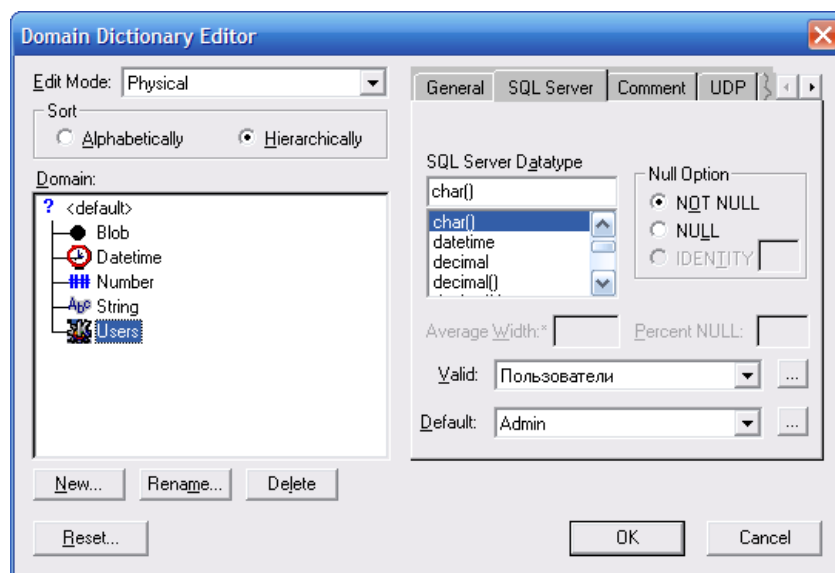 Domain Dictionary Editor
Edit Mode: Physical
Sort
Alphabetically Hierarchically
Domain:
? <default>
Blob
Datetime
Number
String
Users
New... Rename... Delete
Reset...
General SQL Server Comment UDP
SQL Server Datatype
char()
char()
datetime
decimal
decimal()
Null Option
NOT NULL
NULL
IDENTITY
Average Width:* Percent NULL:
Valid: Пользователи ...
Default: Admin ...
OK Cancel